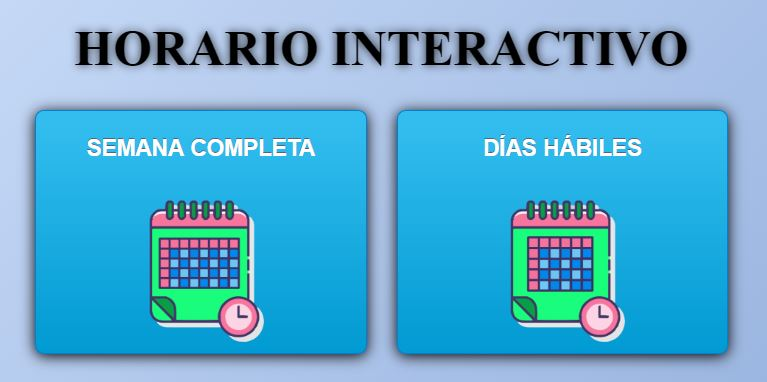 HORARIO INTERACTIVO
SEMANA COMPLETA
DÍAS HÁBILES